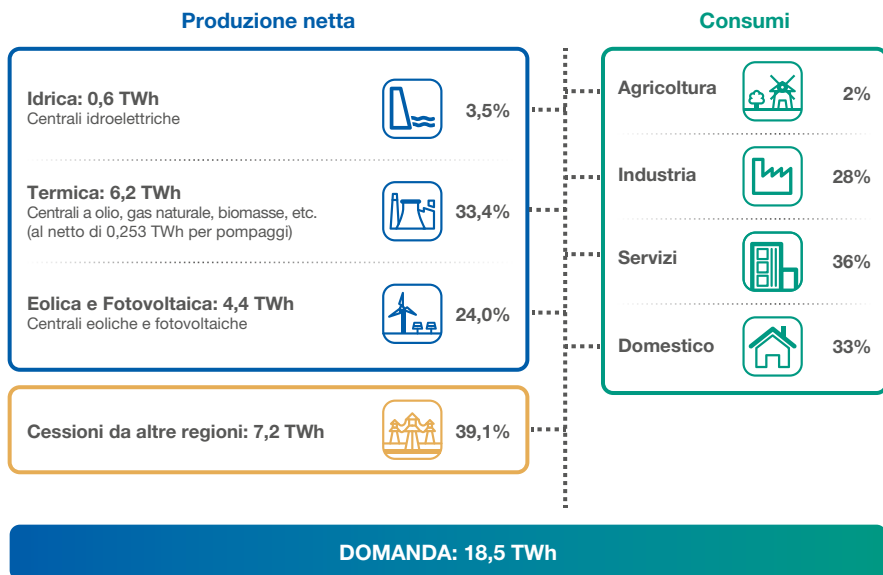 Produzione netta
Idrica: 0,6 TWh
Centrali idroelettriche
3,5%
Termica: 6,2 TWh
Centrali a olio, gas naturale, biomasse, etc.
(al netto di 0,253 TWh per pompaggi)
33,4%
Eolica e Fotovoltaica: 4,4 TWh
Centrali eoliche e fotovoltaiche
24,0%
Cessioni da altre regioni: 7,2 TWh
39,1%
Consumi
Agricoltura
2%
Industria
28%
Servizi
36%
Domestico
33%
DOMANDA: 18,5 TWh